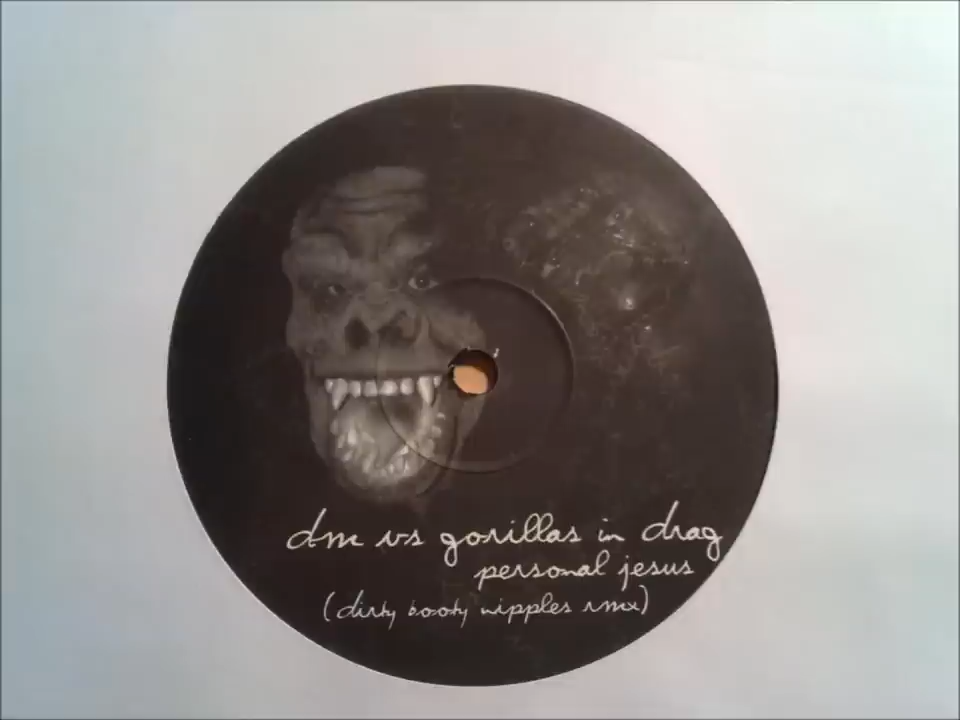 dm vs gorillas in drag
personal jesus
(dirty booty nipples rmx)